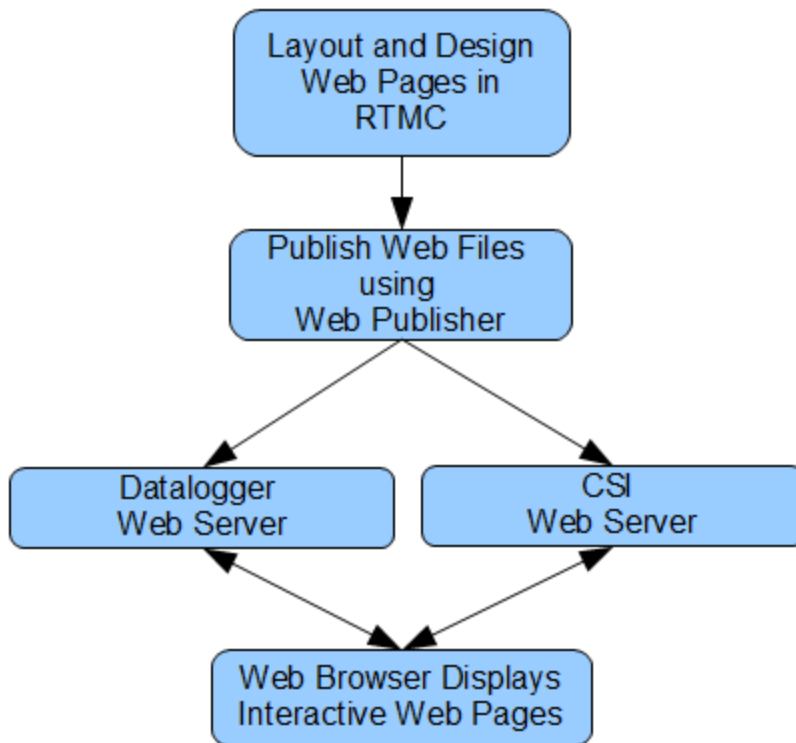 Layout and Design
Web Pages in
RTMC
Publish Web Files
using
Web Publisher
Datalogger
Web Server
CSI
Web Server
Web Browser Displays
Interactive Web Pages